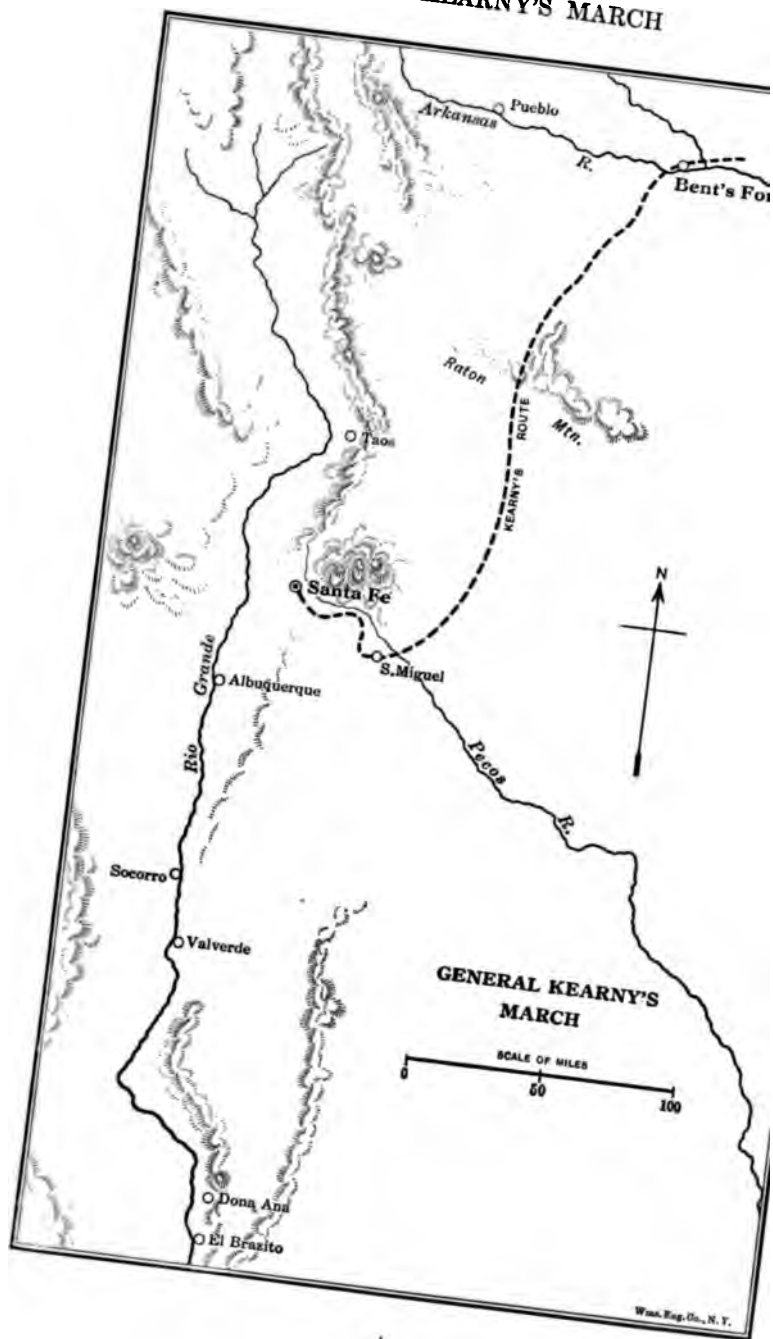 KEARNY'S MARCH
Arkansas
R.
Pueblo
Bent's For
Raton
Mtn.
KEARNY'S ROUTE
Taos
Santa Fe
N
S. Miguel
Rio Grande
Albuquerque
Pecos
R.
Socorro
Valverde
GENERAL KEARNY'S
MARCH
SCALE OF MILES
0 50 100
Dona Ana
El Brazito
Wms. Eng. Co., N. Y.